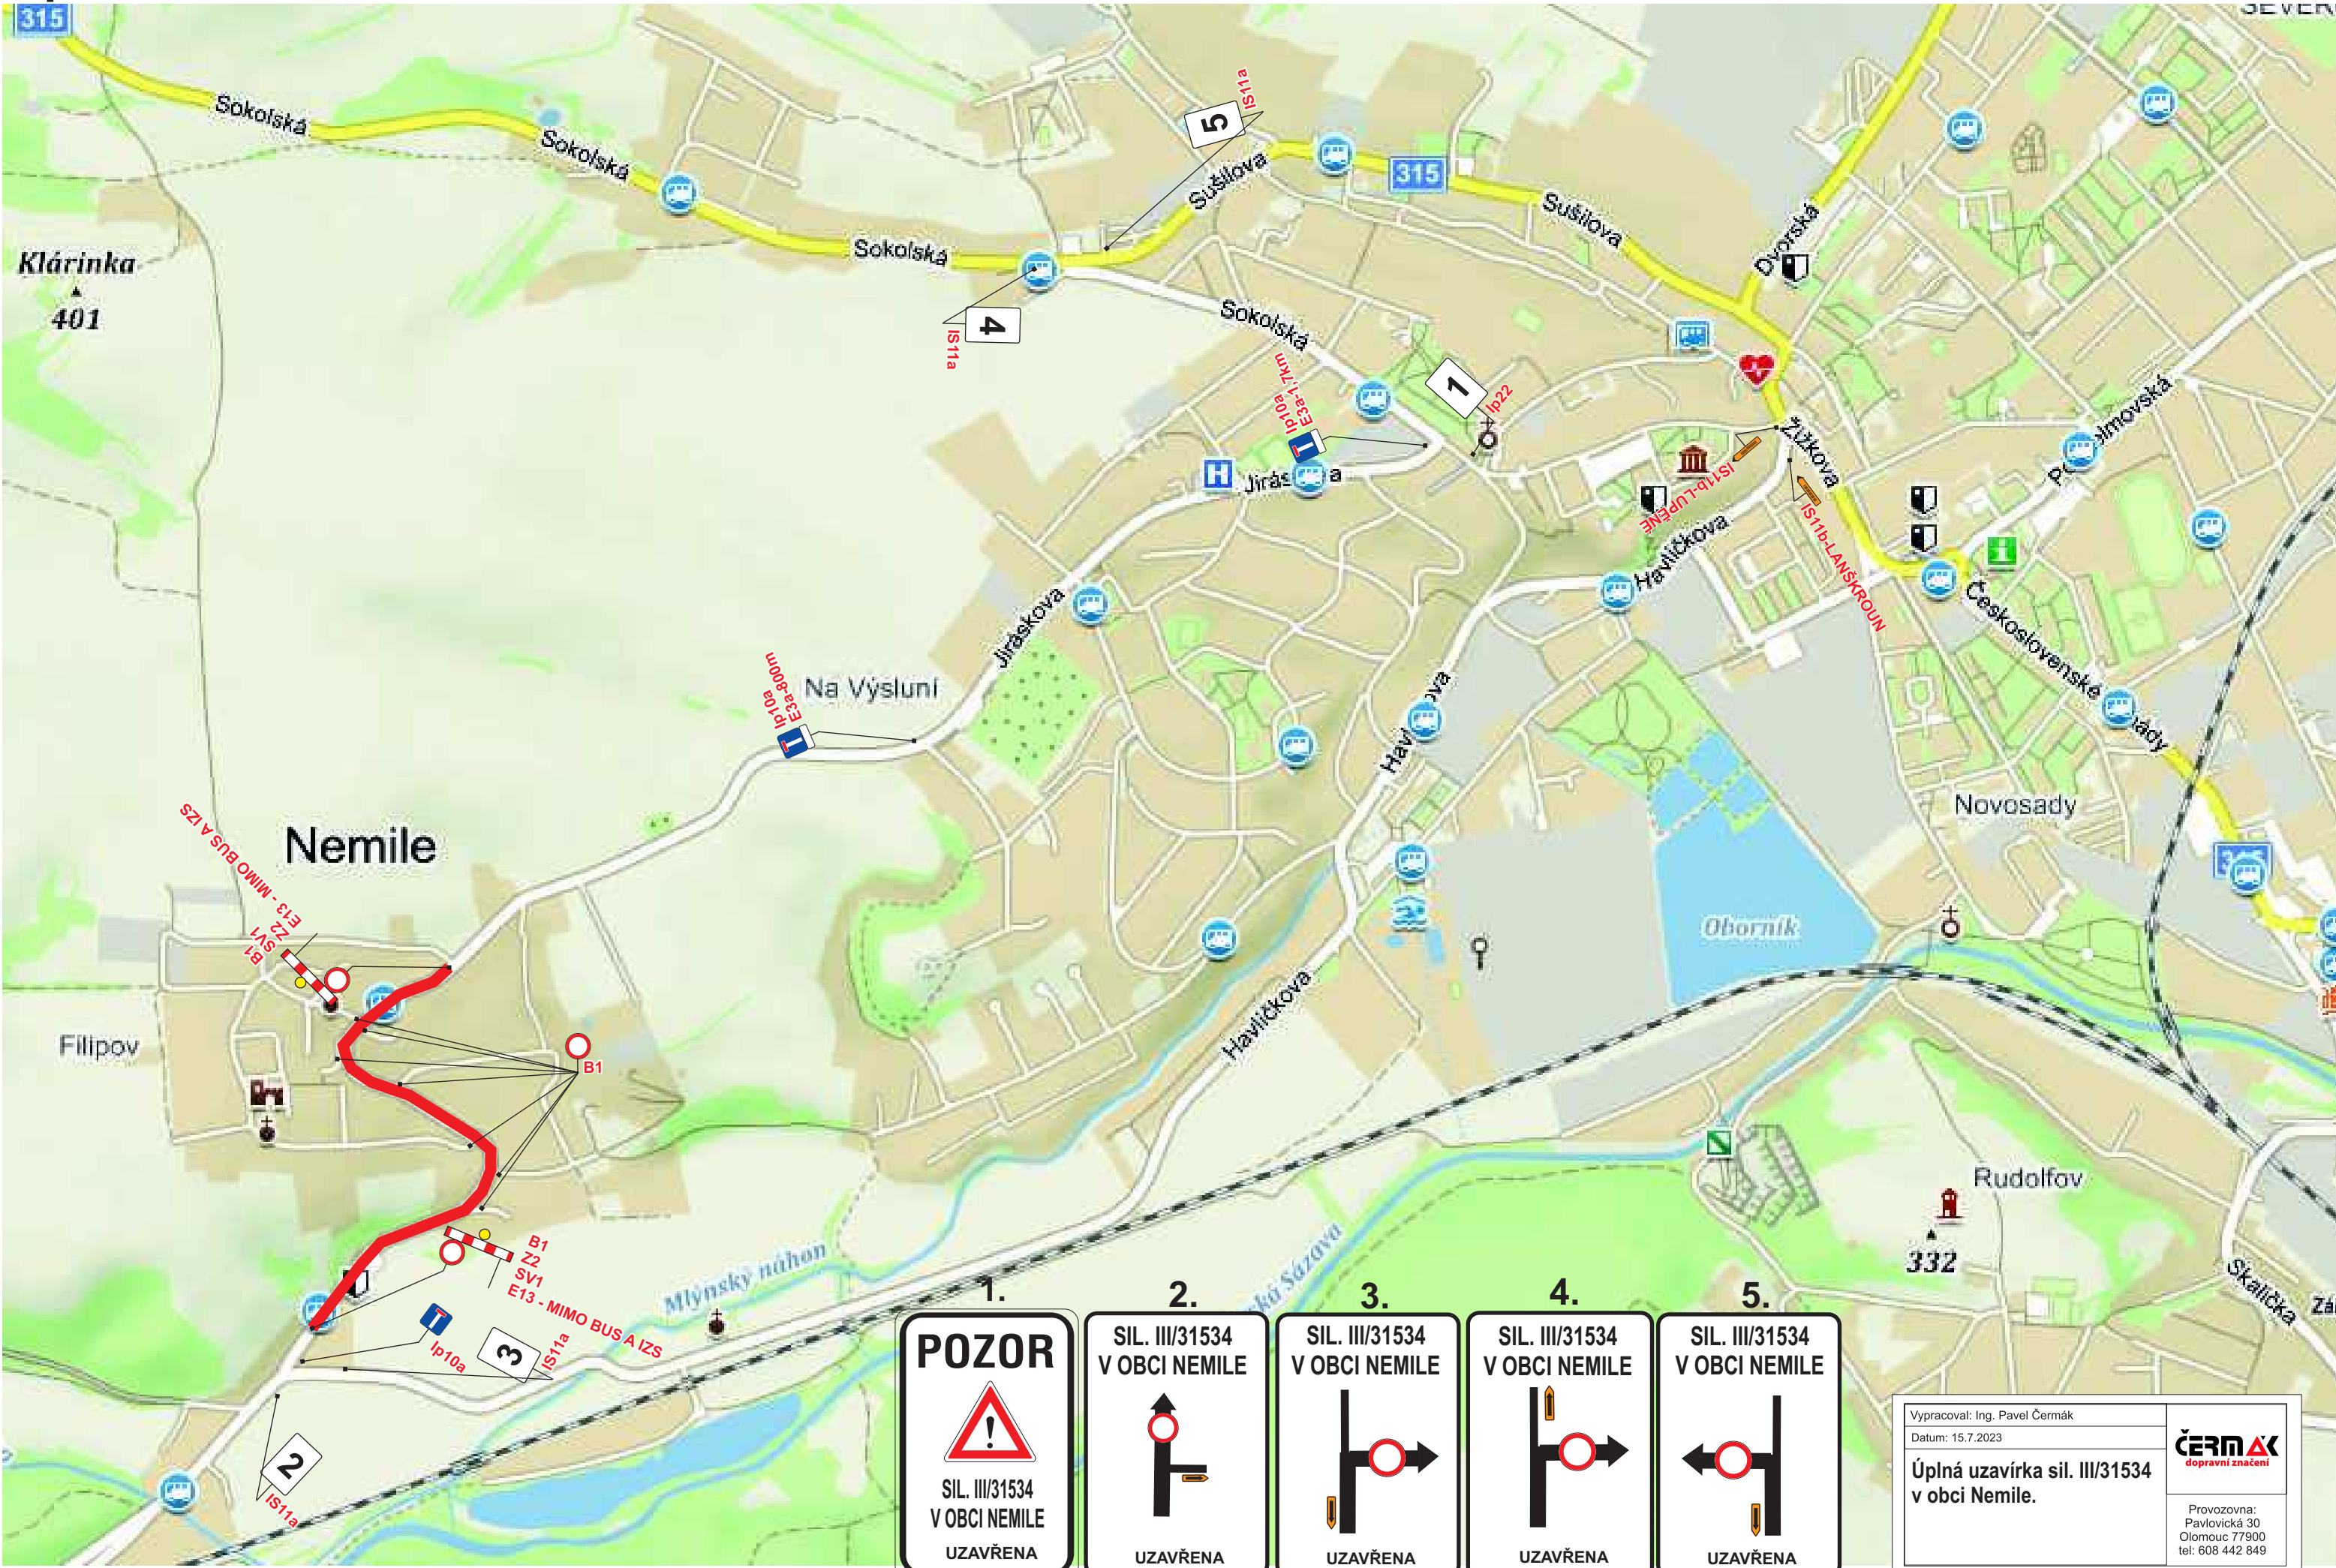 315
Sokolská
Sokolská
5
IS11a
Sušilova
315
Sušilova
Dvorská
Klárinka
401
Sokolská
4
IS11a
Sokolská
Ip10a
E3a-1,7km
1
Ip22
H
Žižkova
IS11b-LUPĚNÉ
IS11b-LANŠKROUN
Havlíčkova
Československé
Jiráskova
Ip10a
E3a-800m
Na Výsluní
Novosady
Nemile
E13 - MIMO BUS A IZS
Z2
SV1
B1
Oborník
Filipov
B1
Havlíčkova
Rudolfov
332
Skalička
B1
Z2
SV1
E13 - MIMO BUS A IZS
Mlýnský náhon
Ip10a
3
IS11a
2
IS11a
1.
POZOR
!
SIL. III/31534
V OBCI NEMILE
UZAVŘENA
2.
SIL. III/31534
V OBCI NEMILE
UZAVŘENA
3.
SIL. III/31534
V OBCI NEMILE
UZAVŘENA
4.
SIL. III/31534
V OBCI NEMILE
UZAVŘENA
5.
SIL. III/31534
V OBCI NEMILE
UZAVŘENA
Vypracoval: Ing. Pavel Čermák
Datum: 15.7.2023
Úplná uzavírka sil. III/31534
v obci Nemile.
ČERMÁK
dopravní značení
Provozovna:
Pavlovická 30
Olomouc 77900
tel: 608 442 849